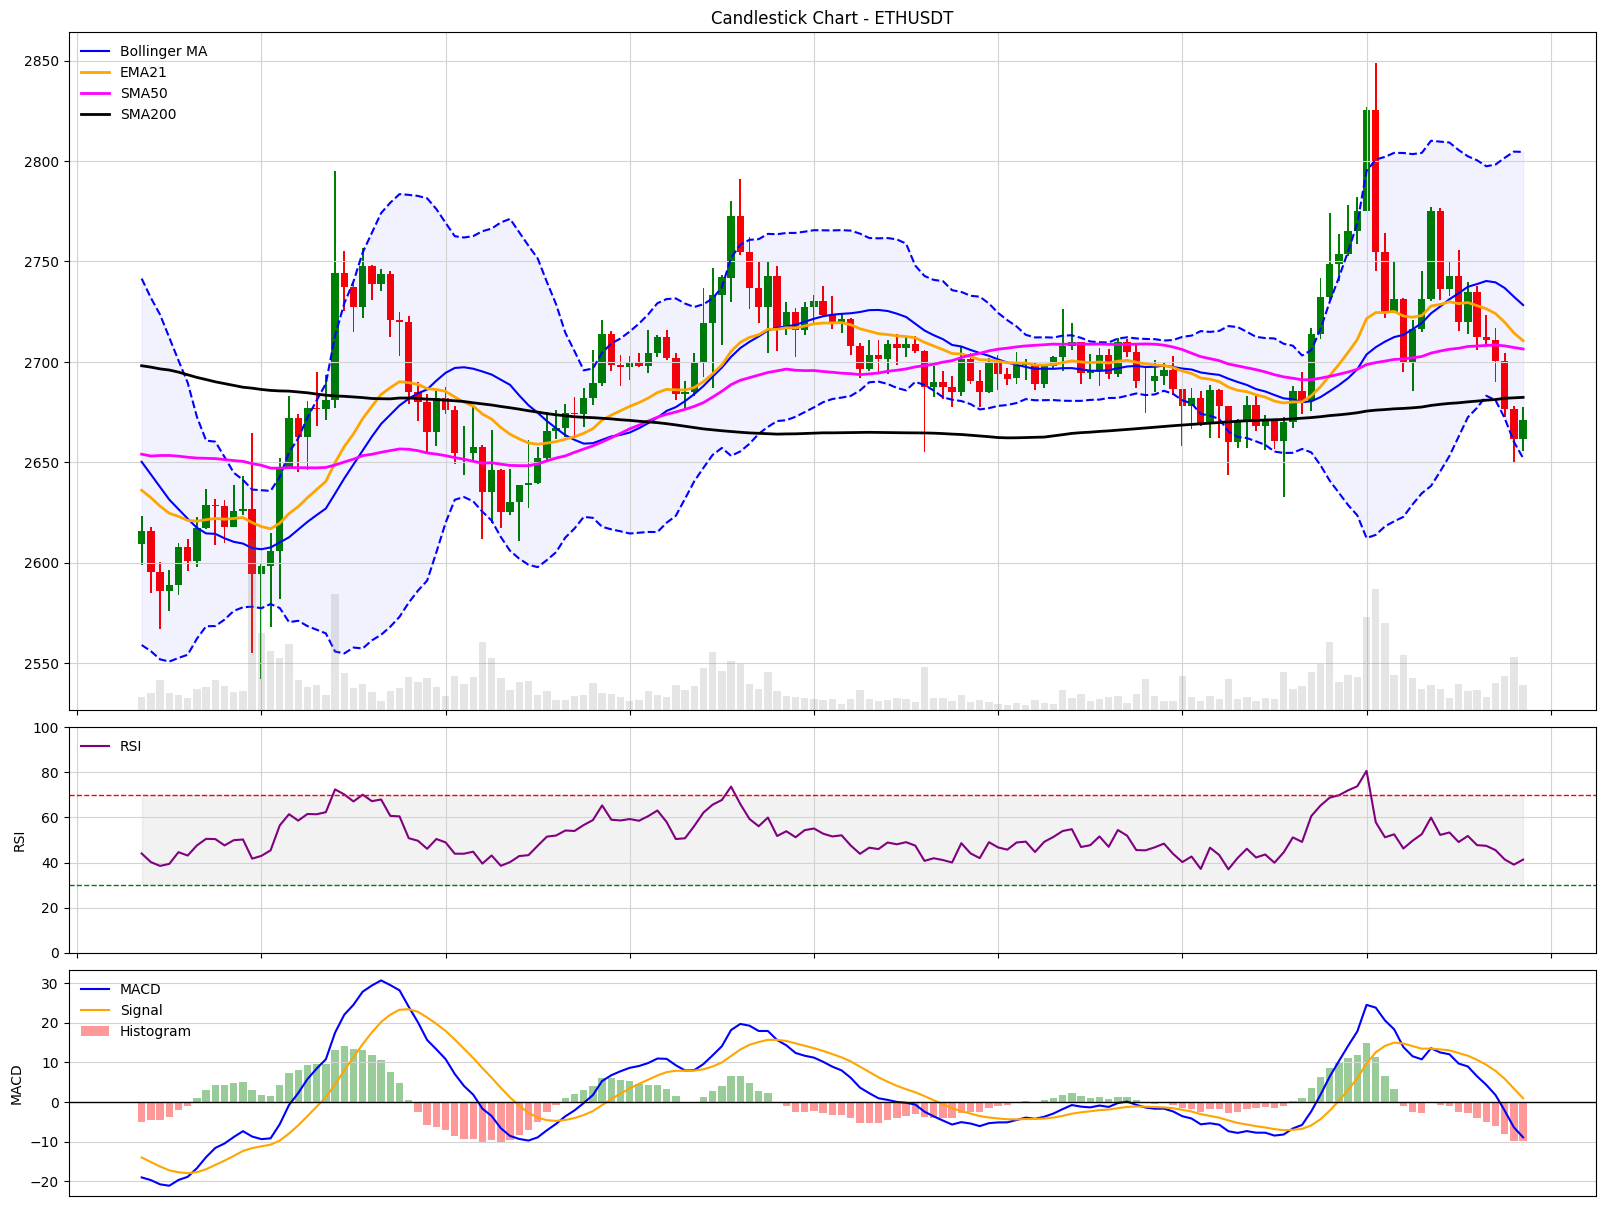 Candlestick Chart - ETHUSDT
Bollinger MA
EMA21
SMA50
SMA200
2850
2800
2750
2700
2650
2600
2550
RSI
100
80
60
40
20
0
RSI
MACD
Signal
Histogram
30
20
10
0
−10
−20
MACD